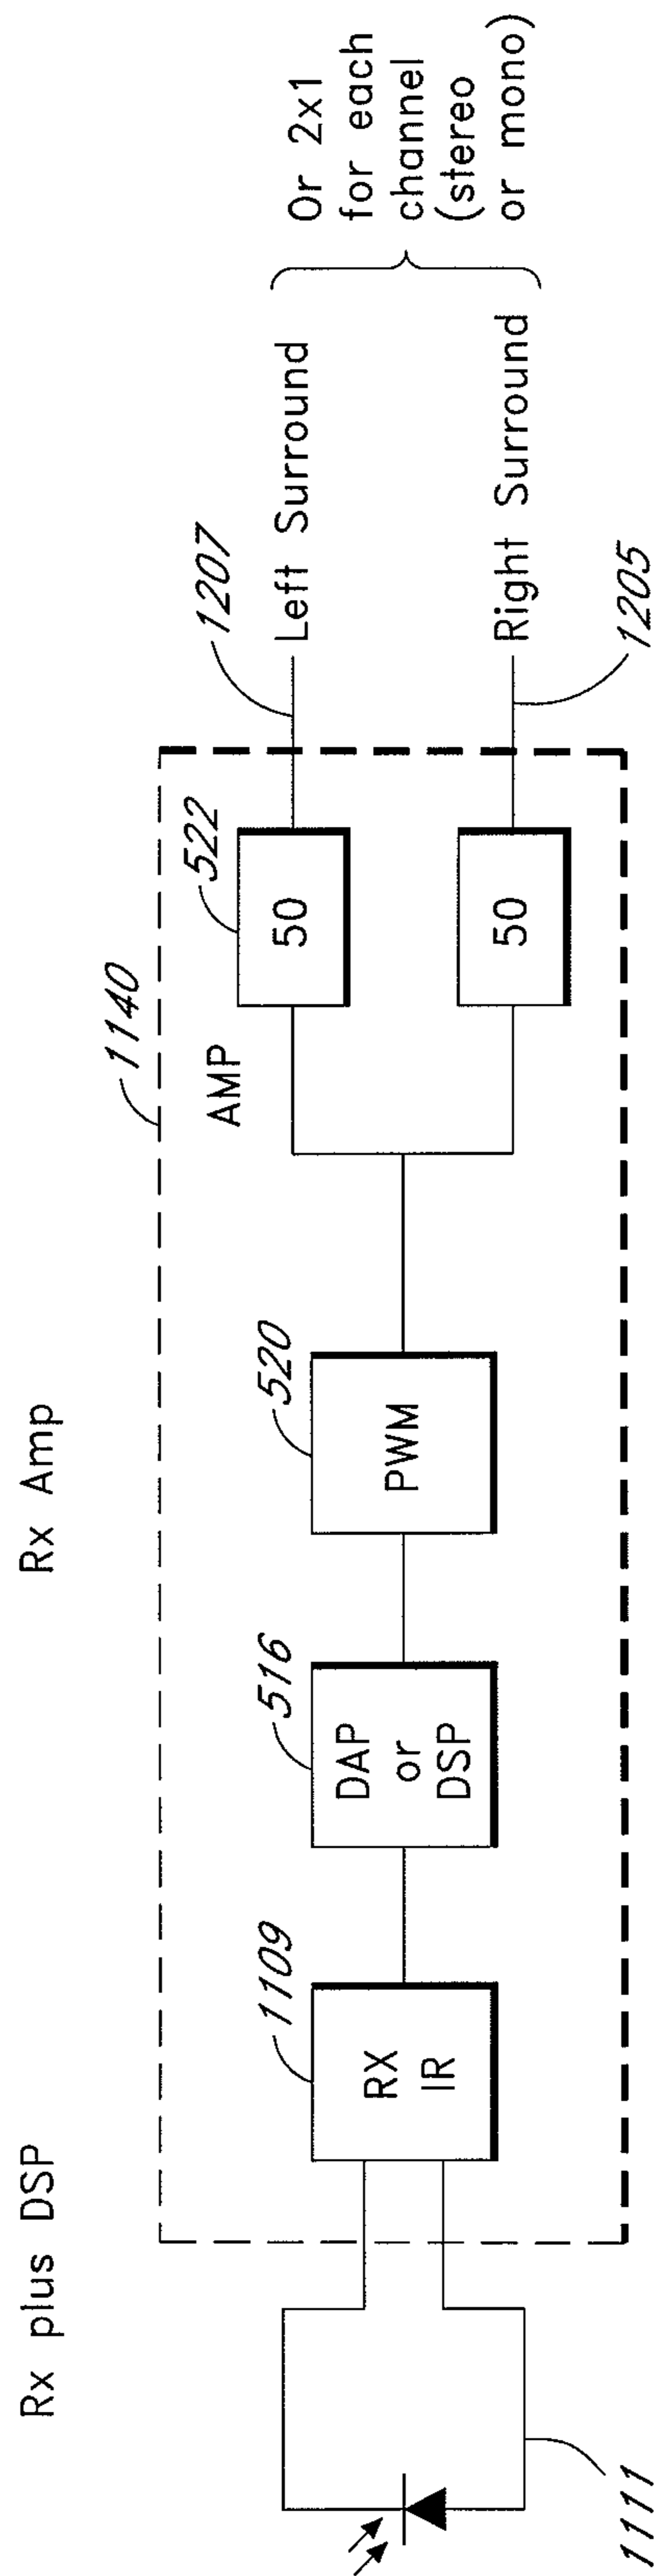 Rx plus DSP
Rx Amp
1111
1109
RX
IR
516
DAP
or
DSP
520
PWM
1140
AMP
522
50
50
1207
Left Surround
Right Surround
1205
Or 2x1
for each
channel
(stereo
or mono)